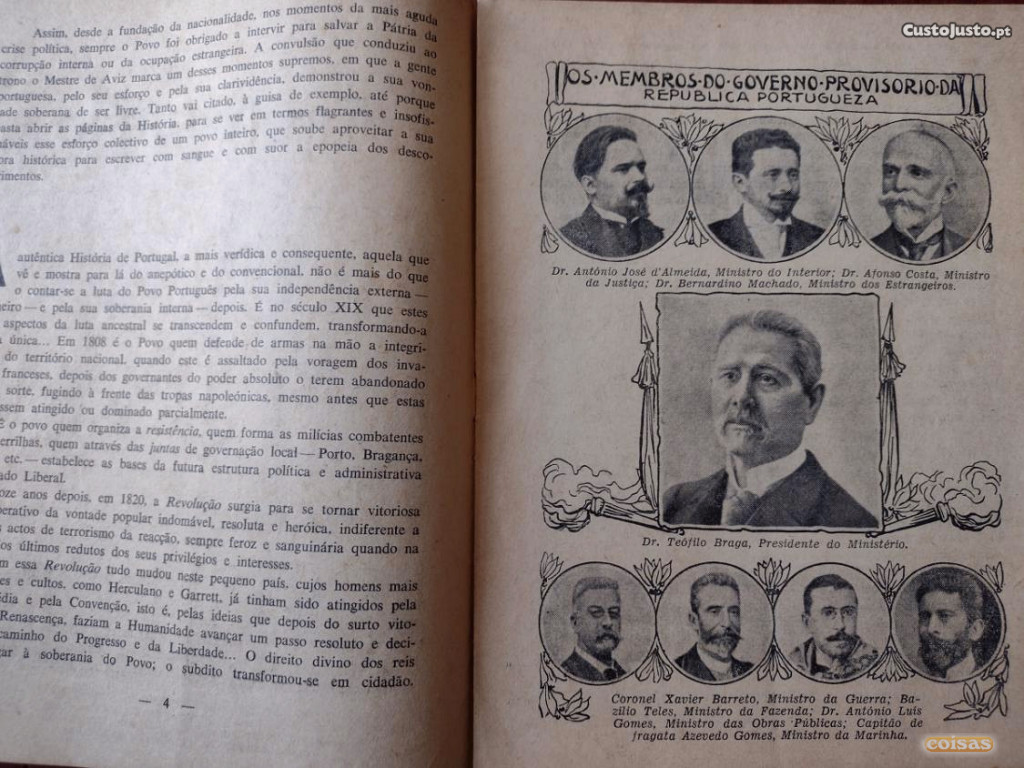 Assim, desde a fundação da nacionalidade, nos momentos da mais aguda
crise política, sempre o Povo foi obrigado a intervir para salvar a Pátria da
corrupção interna ou da ocupação estrangeira. A convulsão que conduziu ao
trono o Mestre de Aviz marca um desses momentos supremos, em que a gente
portuguesa, pelo seu esforço e pela sua clarividência, demonstrou a sua von-
ade soberana de ser livre. Tanto vai citado, à guisa de exemplo, até porque
asta abrir as páginas da História, para se ver em termos flagrantes e insofis-
máveis esse esforço colectivo de um povo inteiro, que soube aproveitar a sua
ora histórica para escrever com sangue e com suor a epopeia dos desco-
rimentos.
autêntica História de Portugal, a mais verídica e consequente, aquela que
vê e mostra para lá do anepótico e do convencional, não é mais do que
o contar-se a luta do Povo Português pela sua independência externa —
eiro — e pela sua soberania interna — depois. É no século XIX que estes
aspectos da luta ancestral se transcendem e confundem, transformando-a
única... Em 1808 é o Povo quem defende de armas na mão a integri-
do território nacional, quando este é assaltado pela voragem dos inva-
franceses, depois dos governantes do poder absoluto o terem abandonado
sorte, fugindo à frente das tropas napoleónicas, mesmo antes que estas
essem atingido ou dominado parcialmente.
É o povo quem organiza a resistência, quem forma as milícias combatentes
errilhas, quem através das juntas de governação local — Porto, Bragança,
etc. — estabelece as bases da futura estrutura política e administrativa
ado Liberal.
oze anos depois, em 1820, a Revolução surgia para se tornar vitoriosa
perativo da vontade popular indomável, resoluta e heróica, indiferente a
s actos de terrorismo da reacção, sempre feroz e sanguinária quando na
os últimos redutos dos seus privilégios e interesses.
m essa Revolução tudo mudou neste pequeno país, cujos homens mais
es e cultos, como Herculano e Garrett, já tinham sido atingidos pela
édia e pela Convenção, isto é, pelas ideias que depois do surto vito-
Renascença, faziam a Humanidade avançar um passo resoluto e deci-
caminho do Progresso e da Liberdade... O direito divino dos reis
gar à soberania do Povo; o subdito transformou-se em cidadão,
— 4 —
CustoJusto.pt
OS·MEMBROS·DO·GOVERNO·PROVISORIO·DA
REPUBLICA PORTUGUEZA
Dr. António José d'Almeida, Ministro do Interior; Dr. Afonso Costa, Ministro
da Justiça; Dr. Bernardino Machado, Ministro dos Estrangeiros.
Dr. Teófilo Braga, Presidente do Ministério.
Coronel Xavier Barreto, Ministro da Guerra; Ba-
zílio Teles, Ministro da Fazenda; Dr. António Luís
Gomes, Ministro das Obras Públicas; Capitão de
fragata Azevedo Gomes, Ministro da Marinha.
coisas